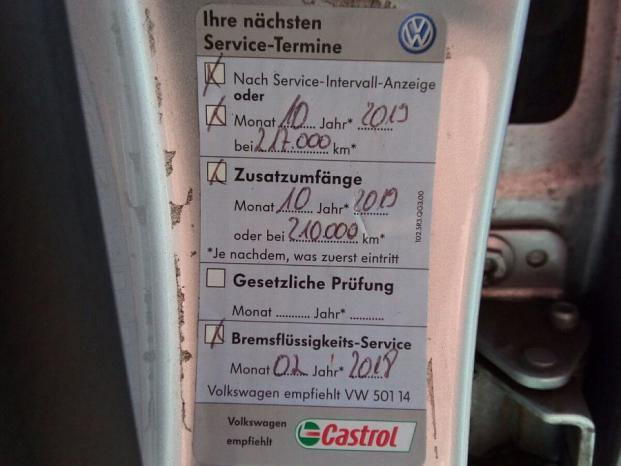 Ihre nächsten
Service-Termine
Nach Service-Intervall-Anzeige
oder
Monat 10 Jahr* 2019
bei 217.000 km*
Zusatzumfänge
Monat 10 Jahr* 2019
oder bei 210.000 km*
*Je nachdem, was zuerst eintritt
Gesetzliche Prüfung
Monat ........... Jahr* ...........
Bremsflüssigkeits-Service
Monat 02 Jahr* 2018
Volkswagen empfiehlt VW 501 14
Volkswagen
empfiehlt
Castrol